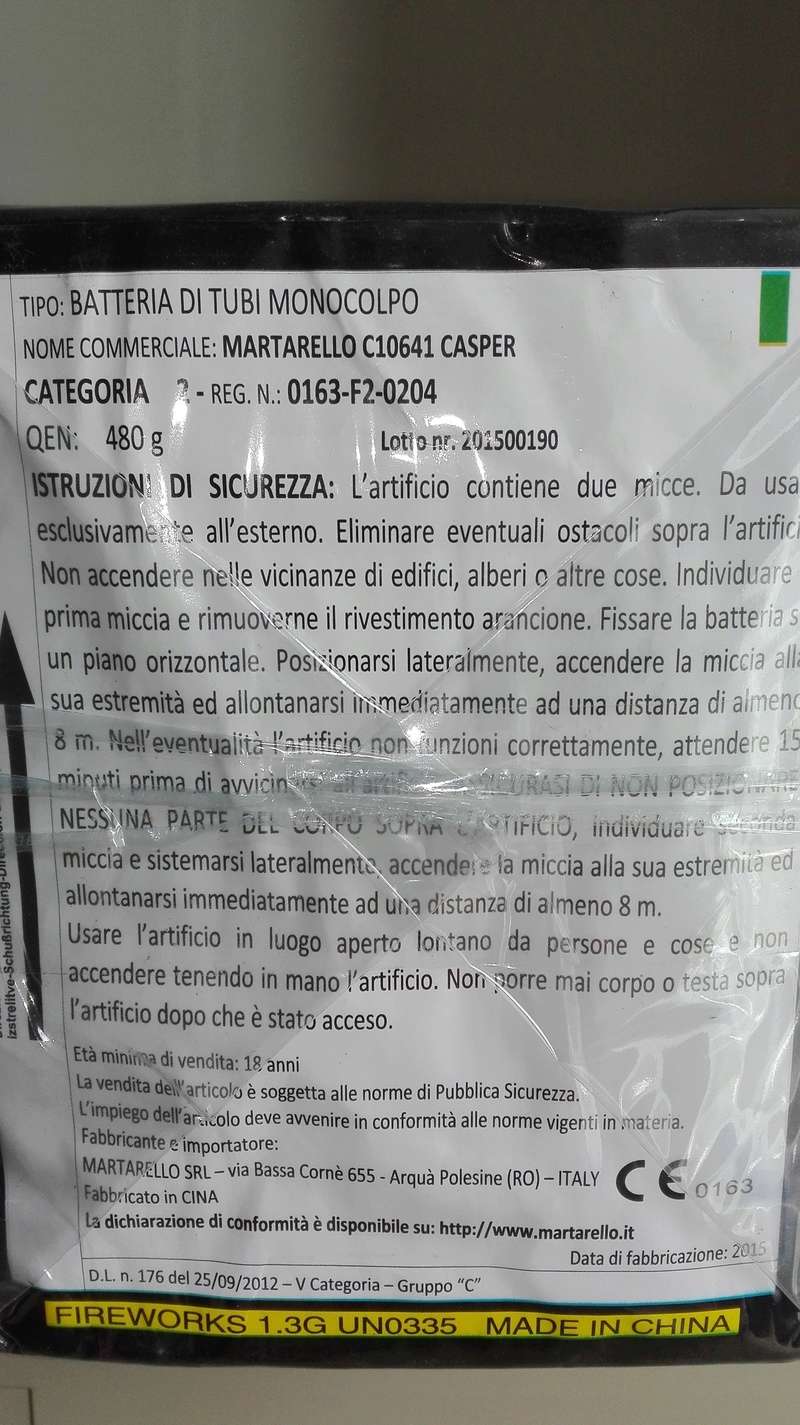 TIPO: BATTERIA DI TUBI MONOCOLPO
NOME COMMERCIALE: MARTARELLO C10641 CASPER
CATEGORIA 2 - REG. N.: 0163-F2-0204
QEN: 480 g Lotto nr. 201500190
ISTRUZIONI DI SICUREZZA: L'artificio contiene due micce. Da usa
esclusivamente all'esterno. Eliminare eventuali ostacoli sopra l'artifici
Non accendere nelle vicinanze di edifici, alberi o altre cose. Individuare
prima miccia e rimuoverne il rivestimento arancione. Fissare la batteria s
un piano orizzontale. Posizionarsi lateralmente, accendere la miccia alla
sua estremità ed allontanarsi immediatamente ad una distanza di almeno
8 m. Nell'eventualità l'artificio non funzioni correttamente, attendere 15
minuti prima di avvicinarsi all'artificio, DI NON POSIZIONARE
NESSUNA PARTE DEL CORPO SOPRA L'ARTIFICIO, individuare seconda
miccia e sistemarsi lateralmente, accendere la miccia alla sua estremità ed
allontanarsi immediatamente ad una distanza di almeno 8 m.
Usare l'artificio in luogo aperto lontano da persone e cose e non
accendere tenendo in mano l'artificio. Non porre mai corpo o testa sopra
l'artificio dopo che è stato acceso.
Età minima di vendita: 18 anni
La vendita dell'articolo è soggetta alle norme di Pubblica Sicurezza.
L'impiego dell'articolo deve avvenire in conformità alle norme vigenti in materia.
Fabbricante e importatore:
MARTARELLO SRL – via Bassa Cornè 655 - Arquà Polesine (RO) – ITALY CE 0163
Fabbricato in CINA
La dichiarazione di conformità è disponibile su: http://www.martarello.it
Data di fabbricazione: 2015
D.L. n. 176 del 25/09/2012 – V Categoria – Gruppo "C"
FIREWORKS 1.3G UN0335 MADE IN CHINA